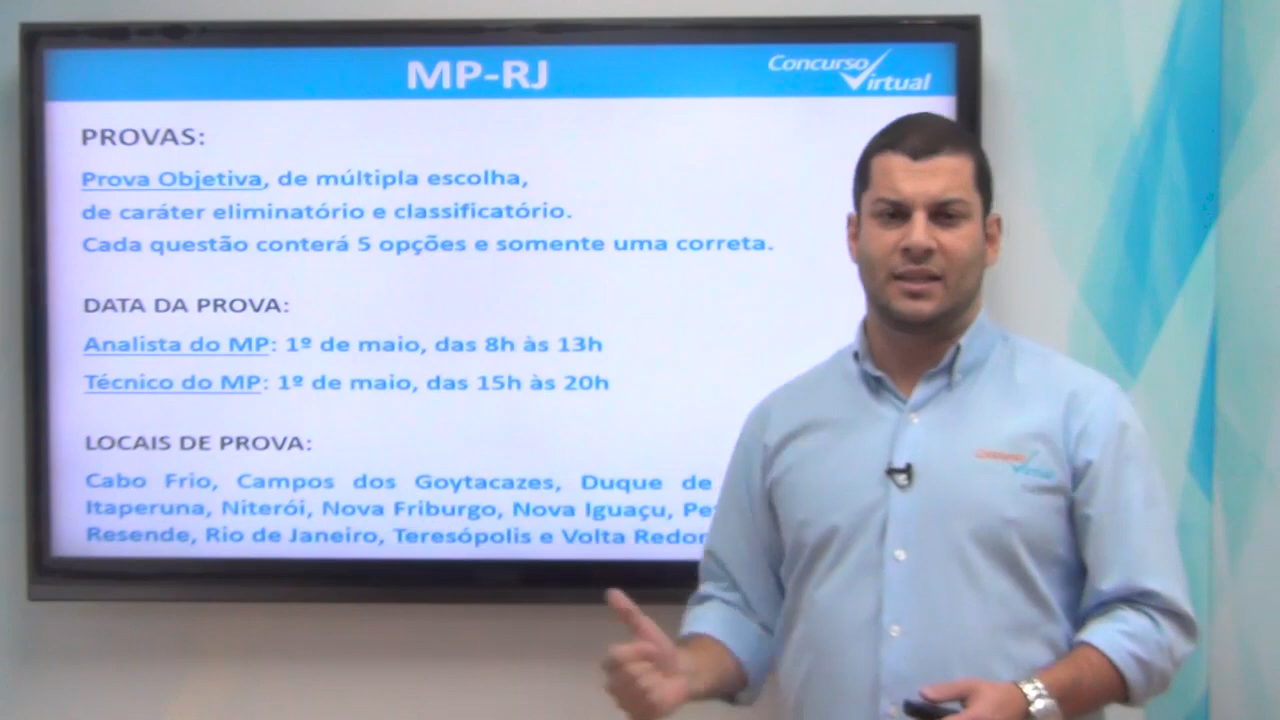 MP-RJ
Concurso Virtual
PROVAS:
Prova Objetiva, de múltipla escolha,
de caráter eliminatório e classificatório.
Cada questão conterá 5 opções e somente uma correta.
DATA DA PROVA:
Analista do MP: 1º de maio, das 8h às 13h
Técnico do MP: 1º de maio, das 15h às 20h
LOCAIS DE PROVA:
Cabo Frio, Campos dos Goytacazes, Duque de
Itaperuna, Niterói, Nova Friburgo, Nova Iguaçu,
Resende, Rio de Janeiro, Teresópolis e Volta
Concurso Virtual